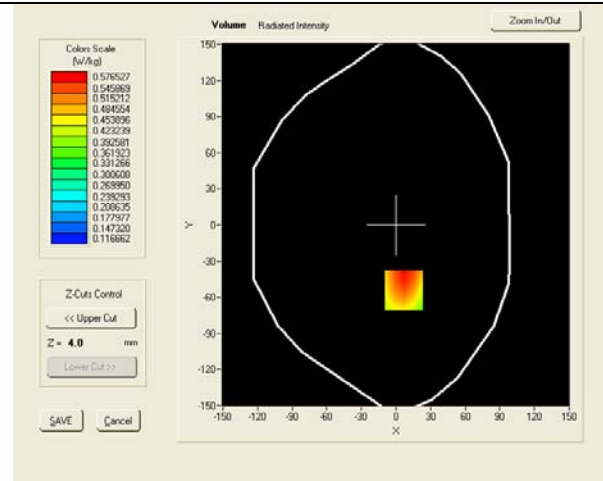 Volume Radiated Intensity
Zoom In/Out
Colors Scale
(W/kg)
0.576527
0.545869
0.515212
0.484554
0.453896
0.423239
0.392581
0.361923
0.331266
0.300608
0.269950
0.239293
0.208635
0.177977
0.147320
0.116662
Z-Cuts Control
<< Upper Cut
Z = 4.0 mm
Lower Cut >>
SAVE
Cancel
150
120
90
60
30
0
-30
-60
-90
-120
-150
Y
-150 -120 -90 -60 -30 0 30 60 90 120 150
X